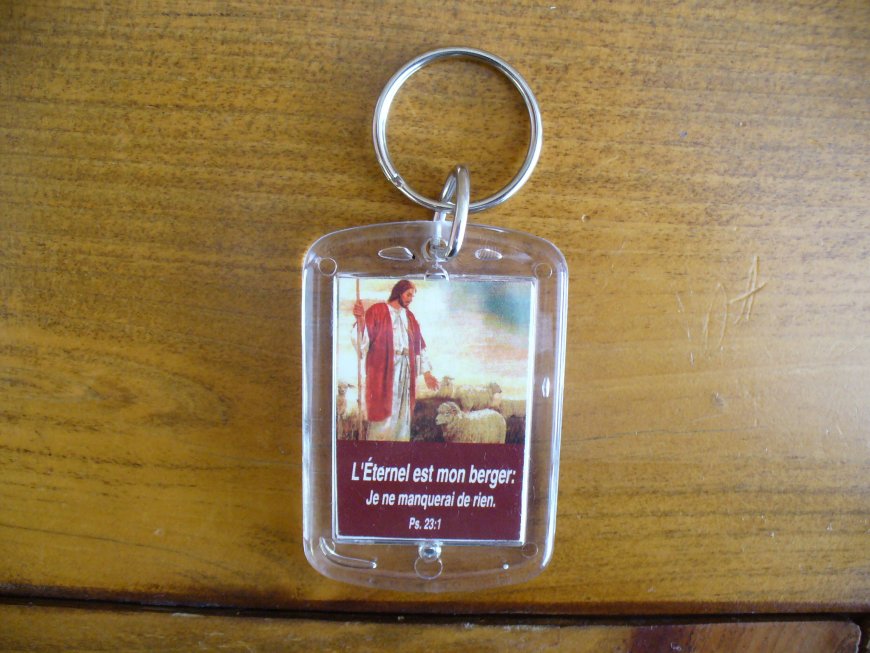 L'Éternel est mon berger:
Je ne manquerai de rien.
Ps. 23:1